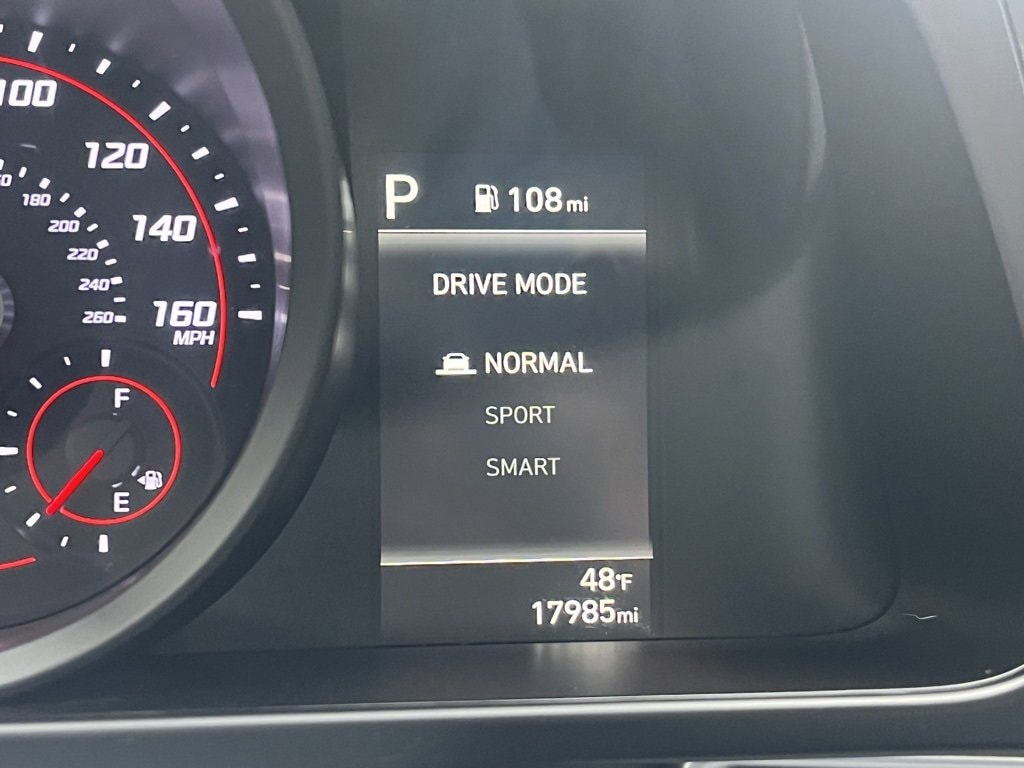 100
120
140
160
MPH
180
200
220
240
260
F
E
P 108mi
DRIVE MODE
NORMAL
SPORT
SMART
48°F
17985mi